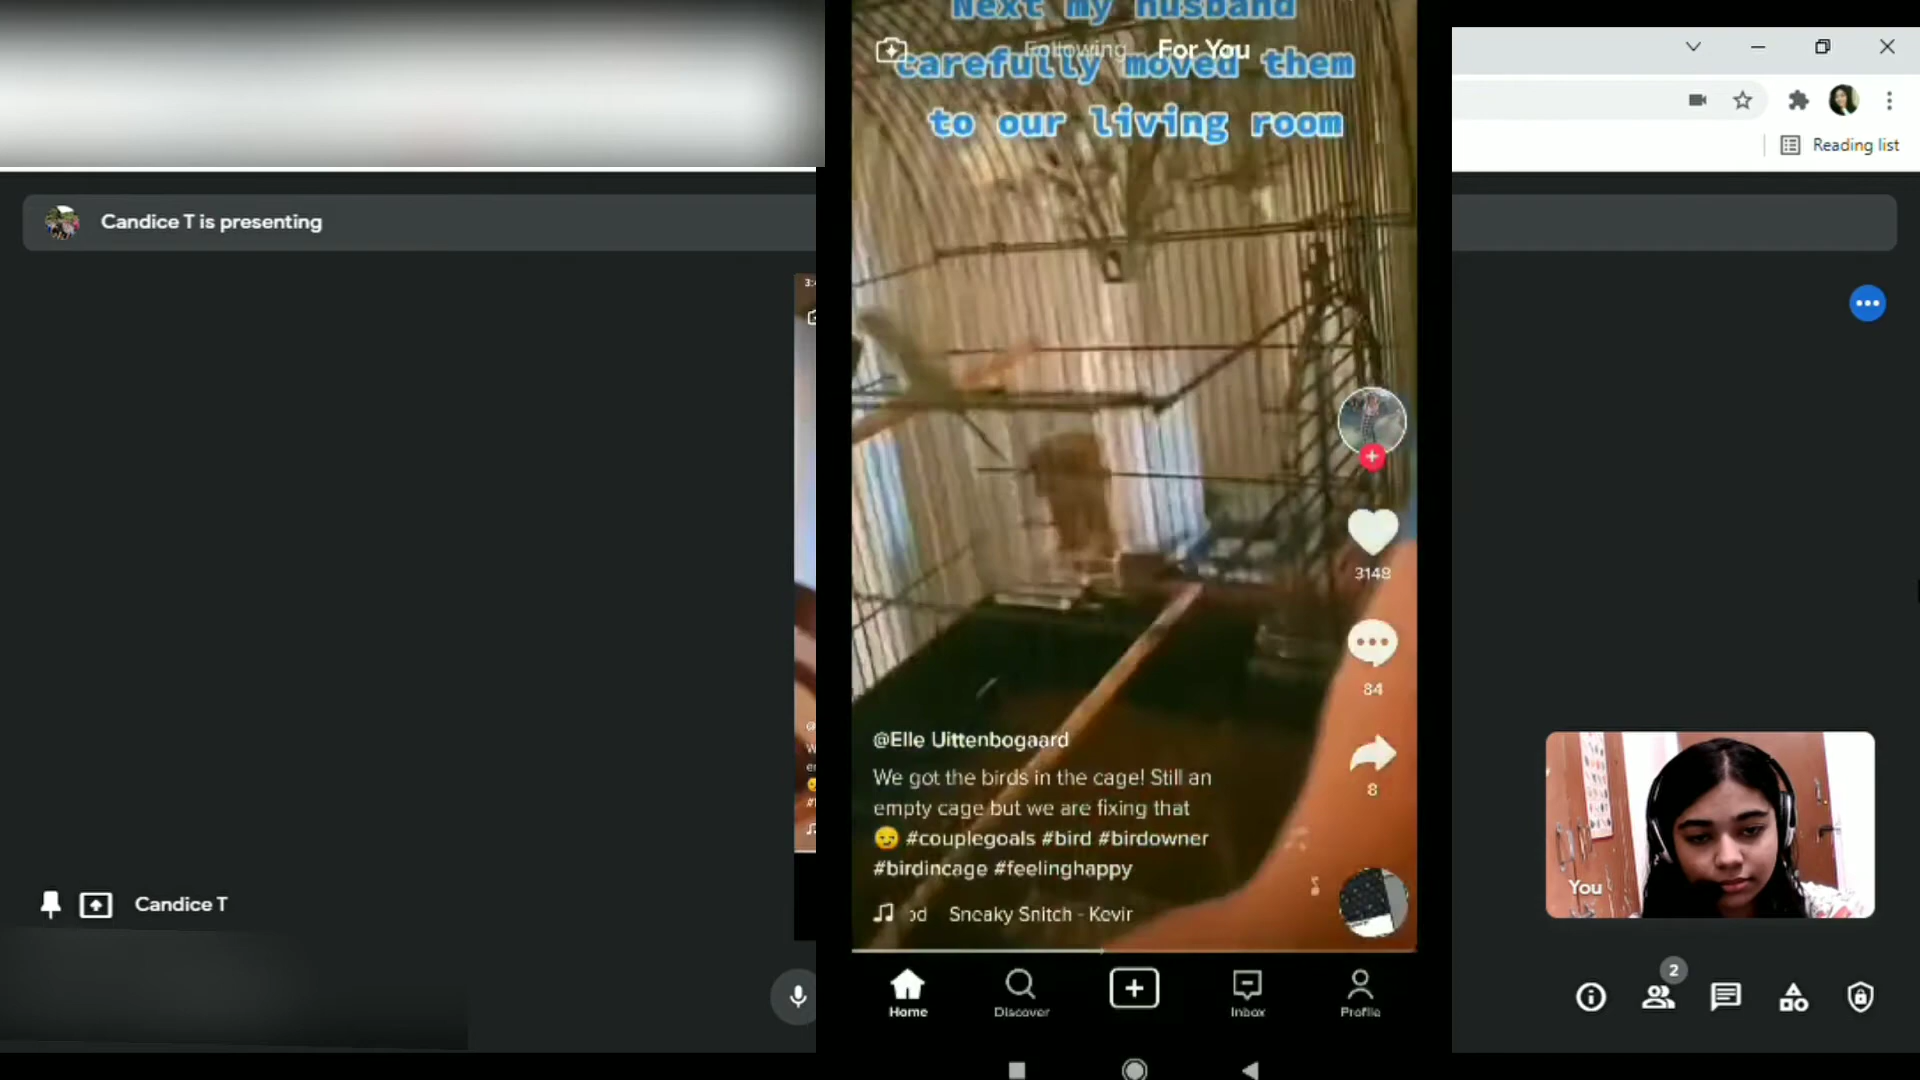 Next my husband
Following For You
carefully moved them
to our living room
Reading list
Candice T is presenting
3148
84
@Elle Uittenbogaard
We got the birds in the cage! Still an
empty cage but we are fixing that
😏 #couplegoals #bird #birdowner
#birdincage #feelinghappy
8
Sneaky Snitch - Kevir
You
Candice T
2
Home
Discover
Inbox
Profile